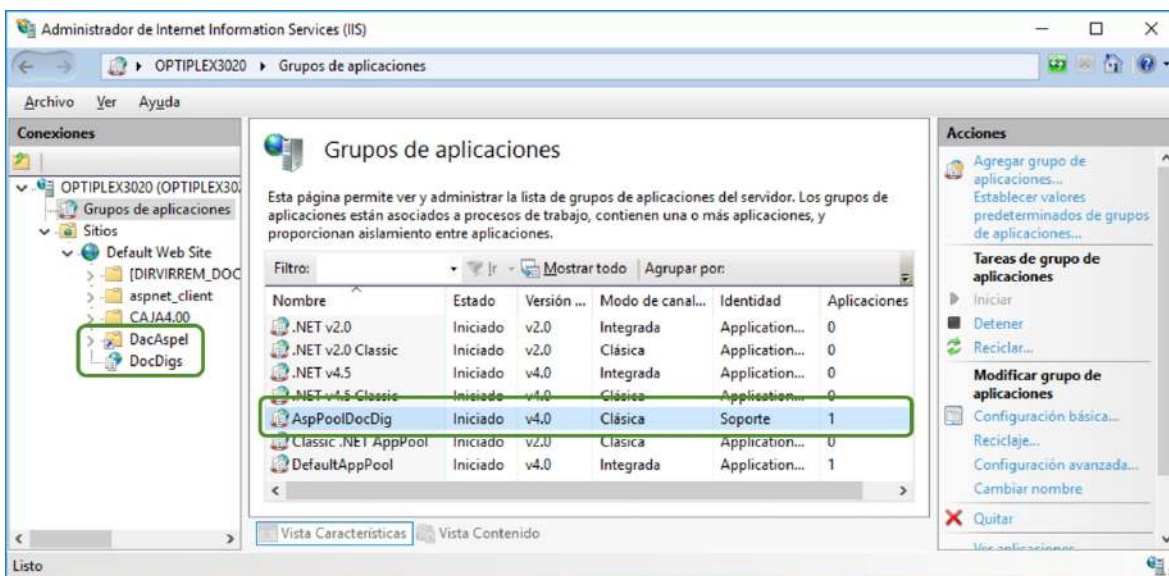 Administrador de Internet Information Services (IIS)
OPTIPLEX3020 Grupos de aplicaciones
Archivo Ver Ayuda
Conexiones
OPTIPLEX3020 (OPTIPLEX30
Grupos de aplicaciones
Sitios
Default Web Site
[DIRVIRREM_DOC
aspnet_client
CAJA4.00
DacAspel
DocDigs
Grupos de aplicaciones
Esta página permite ver y administrar la lista de grupos de aplicaciones del servidor. Los grupos de
aplicaciones están asociados a procesos de trabajo, contienen una o más aplicaciones, y
proporcionan aislamiento entre aplicaciones.
Filtro: Ir Mostrar todo Agrupar por:
Nombre Estado Versión ... Modo de canal... Identidad Aplicaciones
.NET v2.0 Iniciado v2.0 Integrada Application... 0
.NET v2.0 Classic Iniciado v2.0 Clásica Application... 0
.NET v4.5 Iniciado v4.0 Integrada Application... 0
.NET v4.5 Classic Iniciado v4.0 Clásica Application... 0
AspPoolDocDig Iniciado v4.0 Clásica Soporte 1
Classic .NET AppPool Iniciado v2.0 Clásica Application... 0
DefaultAppPool Iniciado v4.0 Integrada Application... 1
Vista Características Vista Contenido
Acciones
Agregar grupo de
aplicaciones...
Establecer valores
predeterminados de grupos
de aplicaciones...
Tareas de grupo de
aplicaciones
Iniciar
Detener
Reciclar...
Modificar grupo de
aplicaciones
Configuración básica...
Reciclaje...
Configuración avanzada...
Cambiar nombre
Quitar
Ver aplicaciones
Listo